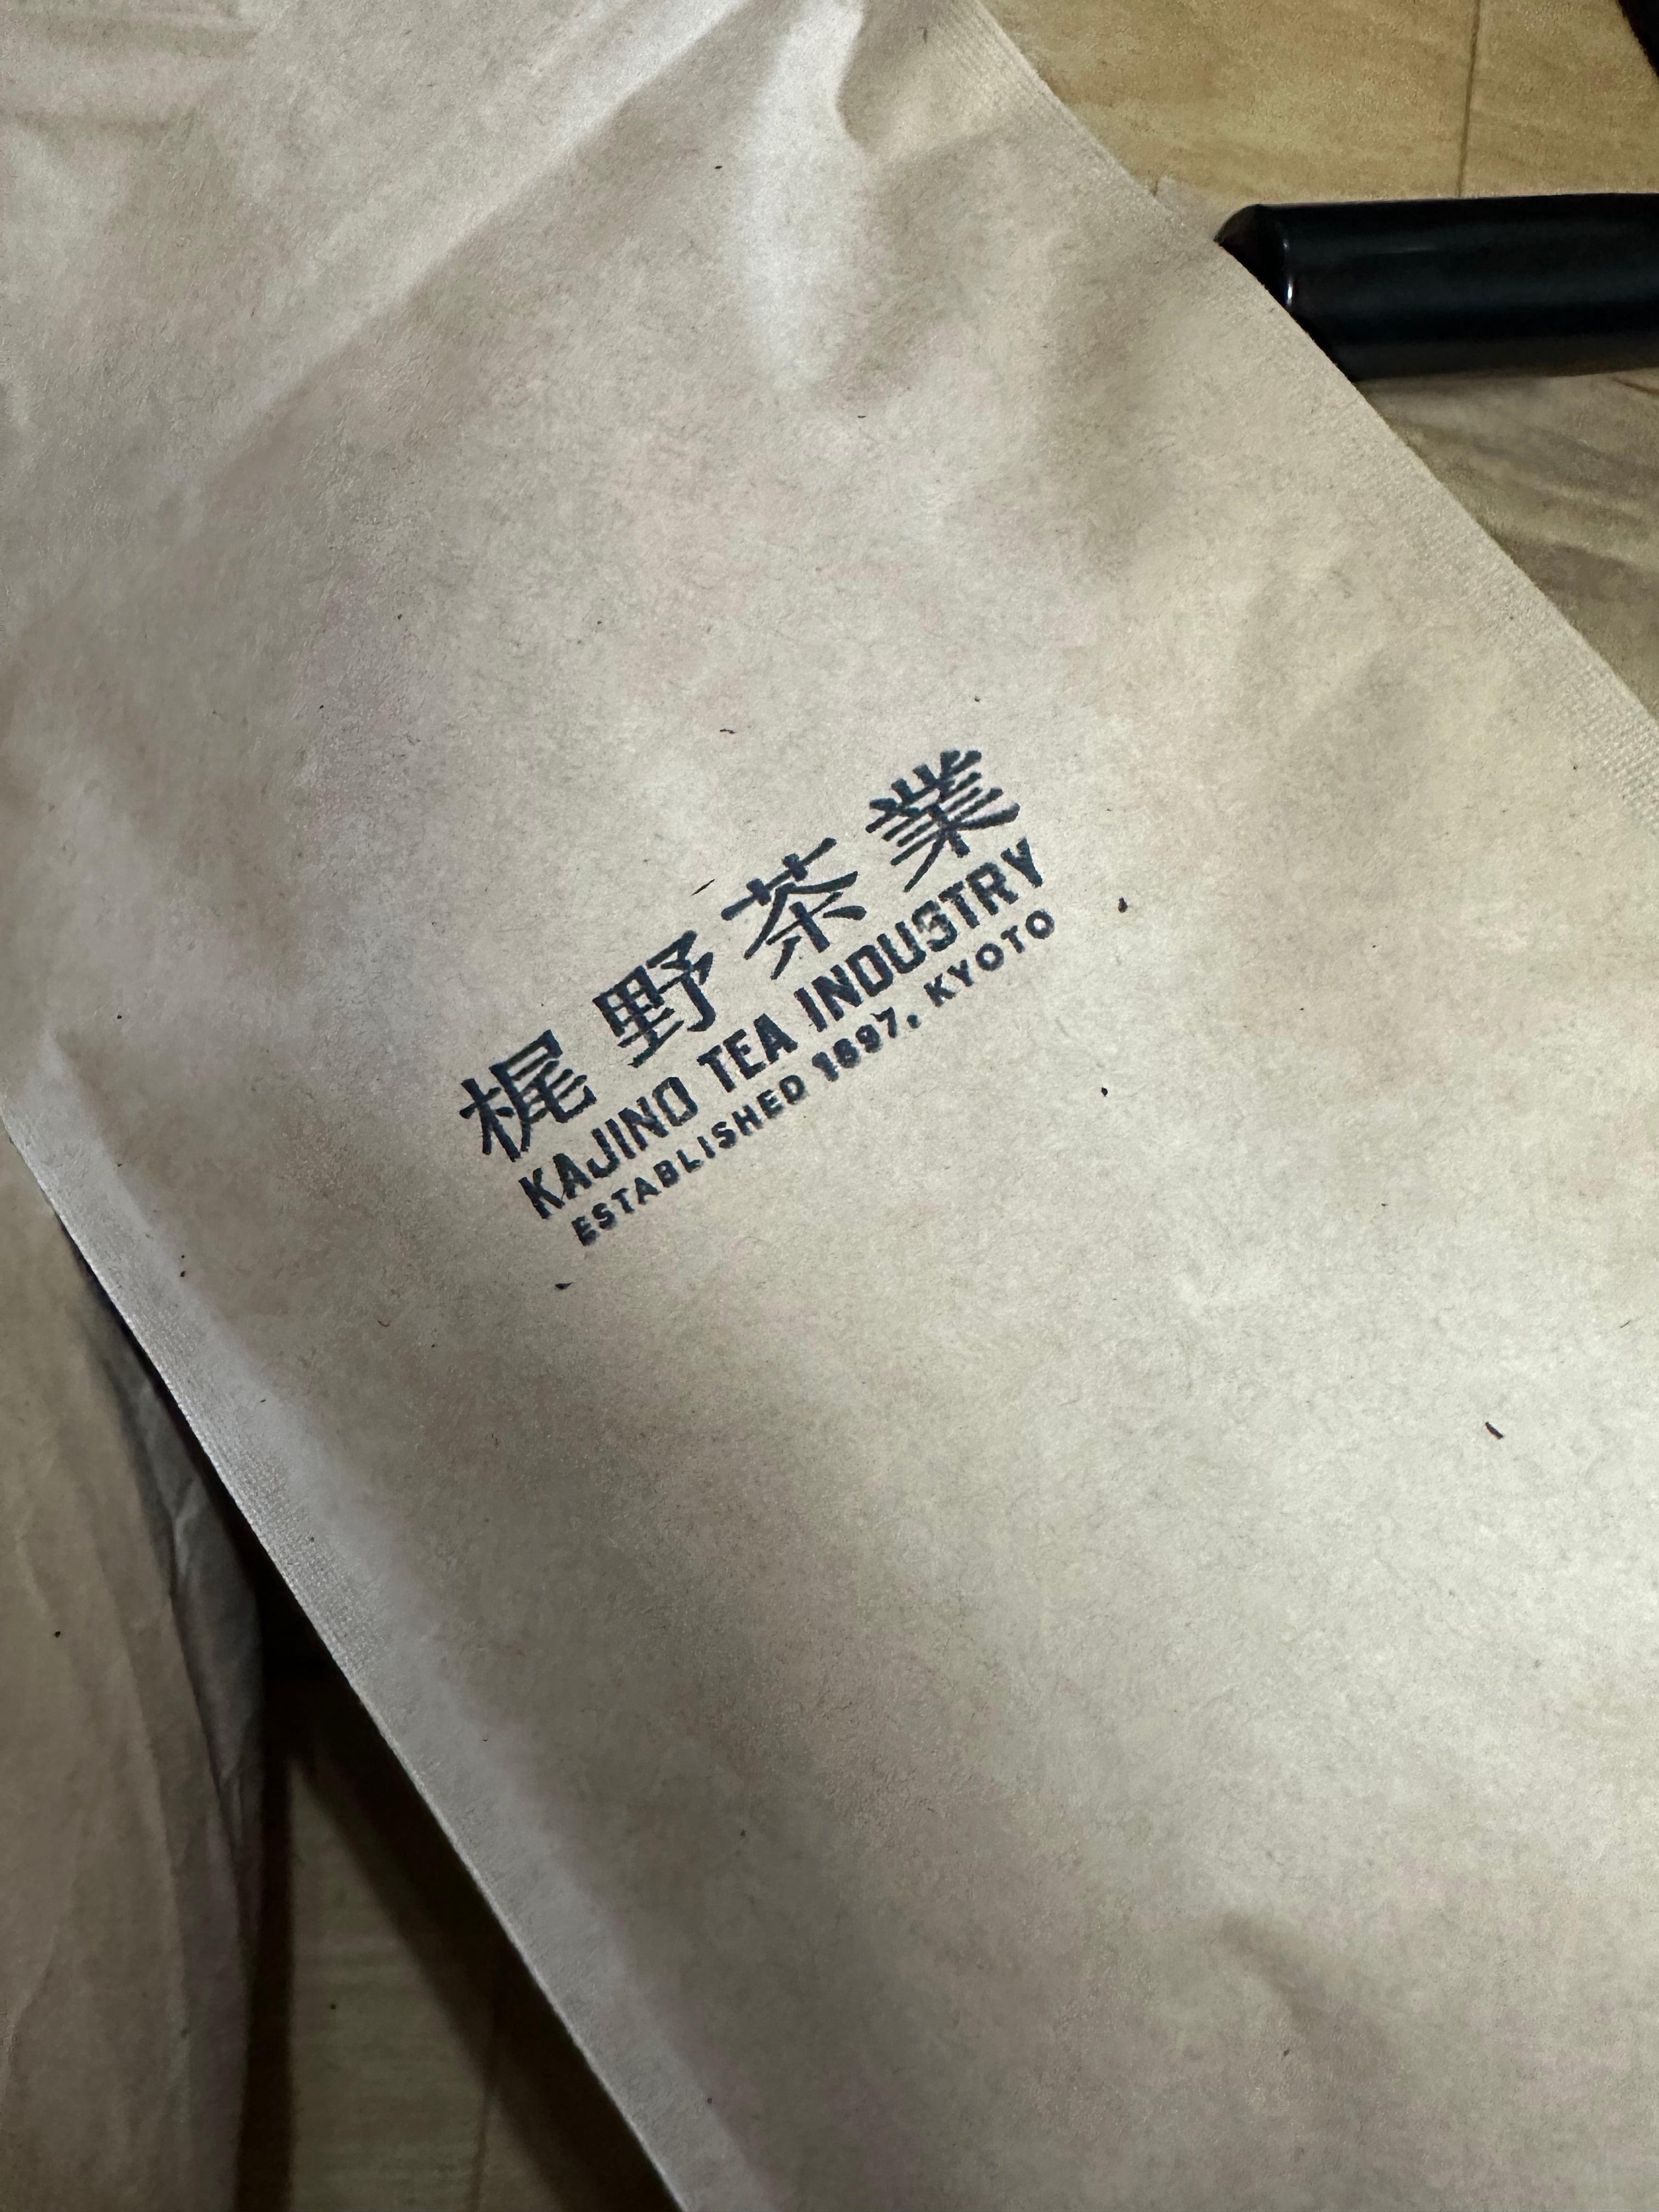 梶野茶業
KAJINO TEA INDUSTRY
ESTABLISHED 1897, KYOTO